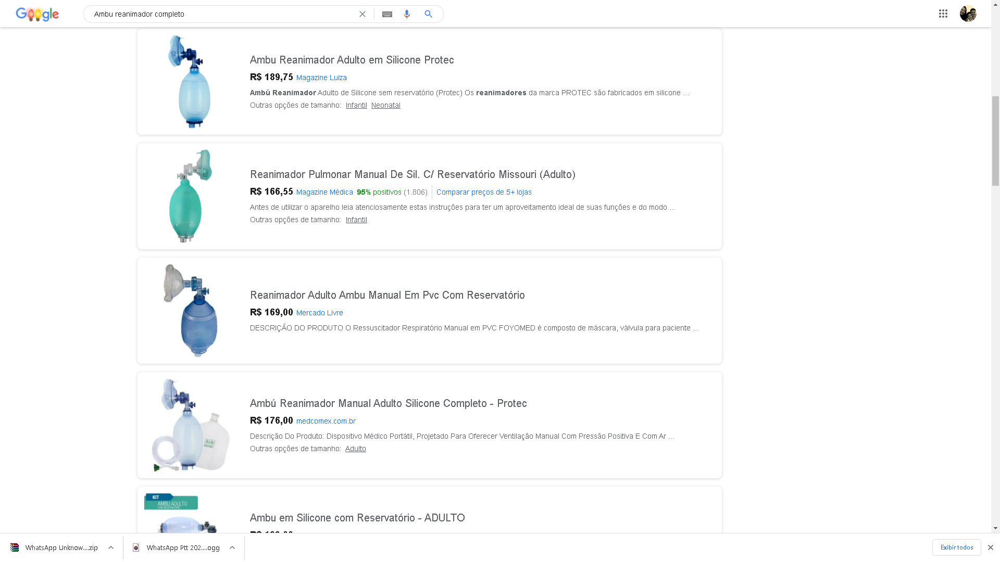 Google
Ambu reanimador completo
Ambu Reanimador Adulto em Silicone Protec
R$ 189,75 Magazine Luiza
Ambú Reanimador Adulto de Silicone sem reservatório (Protec) Os reanimadores da marca PROTEC são fabricados em silicone ...
Outras opções de tamanho: Infantil Neonatal
Reanimador Pulmonar Manual De Sil. C/ Reservatório Missouri (Adulto)
R$ 166,55 Magazine Médica 95% positivos (1.806) Comparar preços de 5+ lojas
Antes de utilizar o aparelho leia atenciosamente estas instruções para ter um aproveitamento ideal de suas funções e do modo ...
Outras opções de tamanho: Infantil
Reanimador Adulto Ambu Manual Em Pvc Com Reservatório
R$ 169,00 Mercado Livre
DESCRIÇÃO DO PRODUTO O Ressuscitador Respiratório Manual em PVC FOYOMED é composto de máscara, válvula para paciente ...
Ambú Reanimador Manual Adulto Silicone Completo - Protec
R$ 176,00 medcomex.com.br
Descrição Do Produto: Dispositivo Médico Portátil, Projetado Para Oferecer Ventilação Manual Com Pressão Positiva E Com Ar ...
Outras opções de tamanho: Adulto
KIT
AMBU ADULTO
COM RESERVATÓRIO
Ambu em Silicone com Reservatório - ADULTO
WhatsApp Unknow....zip
WhatsApp Ptt 202....ogg
Exibir todos